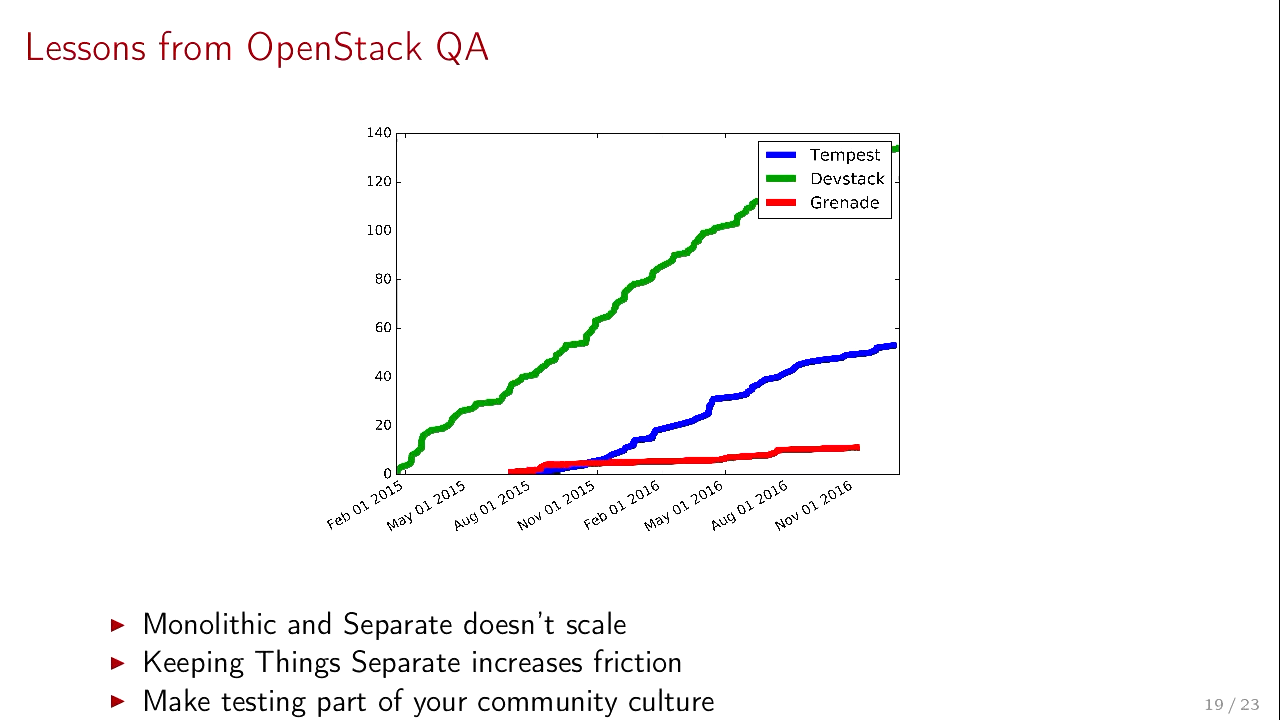 Lessons from OpenStack QA
140
120
100
80
60
40
20
0
Tempest
Devstack
Grenade
Feb 01 2015
May 01 2015
Aug 01 2015
Nov 01 2015
Feb 01 2016
May 01 2016
Aug 01 2016
Nov 01 2016
Monolithic and Separate doesn't scale
Keeping Things Separate increases friction
Make testing part of your community culture
19 / 23